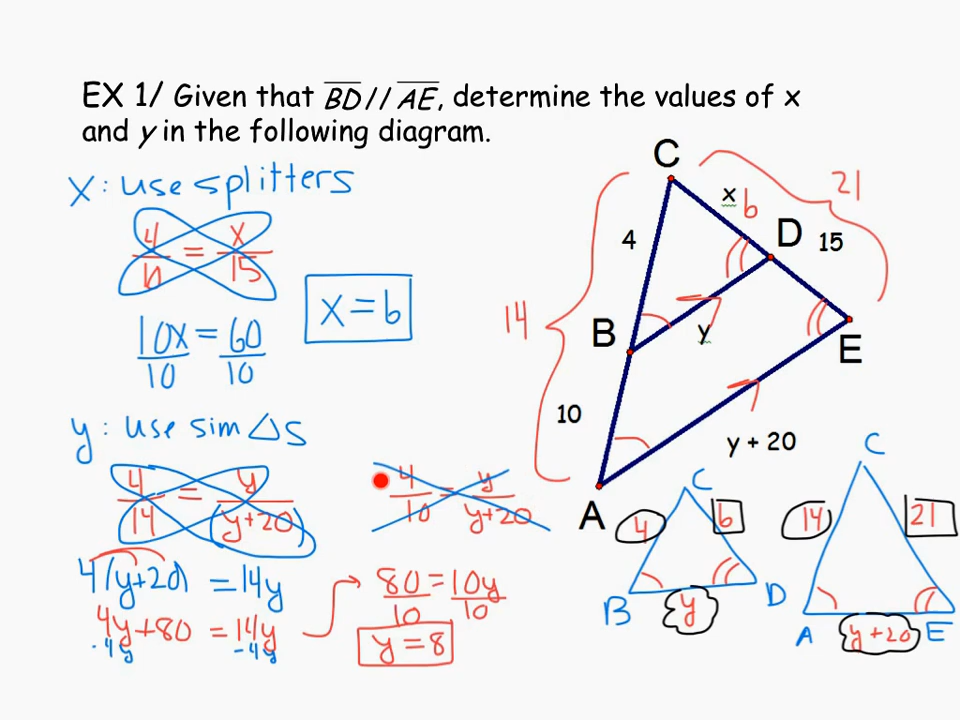 EX 1/ Given that BD // AE, determine the values of x
and y in the following diagram.
x : use splitters
4/10 = x/15
10x/10 = 60/10
x = 6
y : use sim △s
4/14 = y/(y+20)
4(y+20) = 14y
4y+80 = 14y
-4y -4y
4/10 = y/y+20
80/10 = 10y/10
y = 8
C
x 6
21
D 15
4
14
B
y
E
10
y + 20
A
C
4
6
B
y
D
C
14
21
A
y+20
E